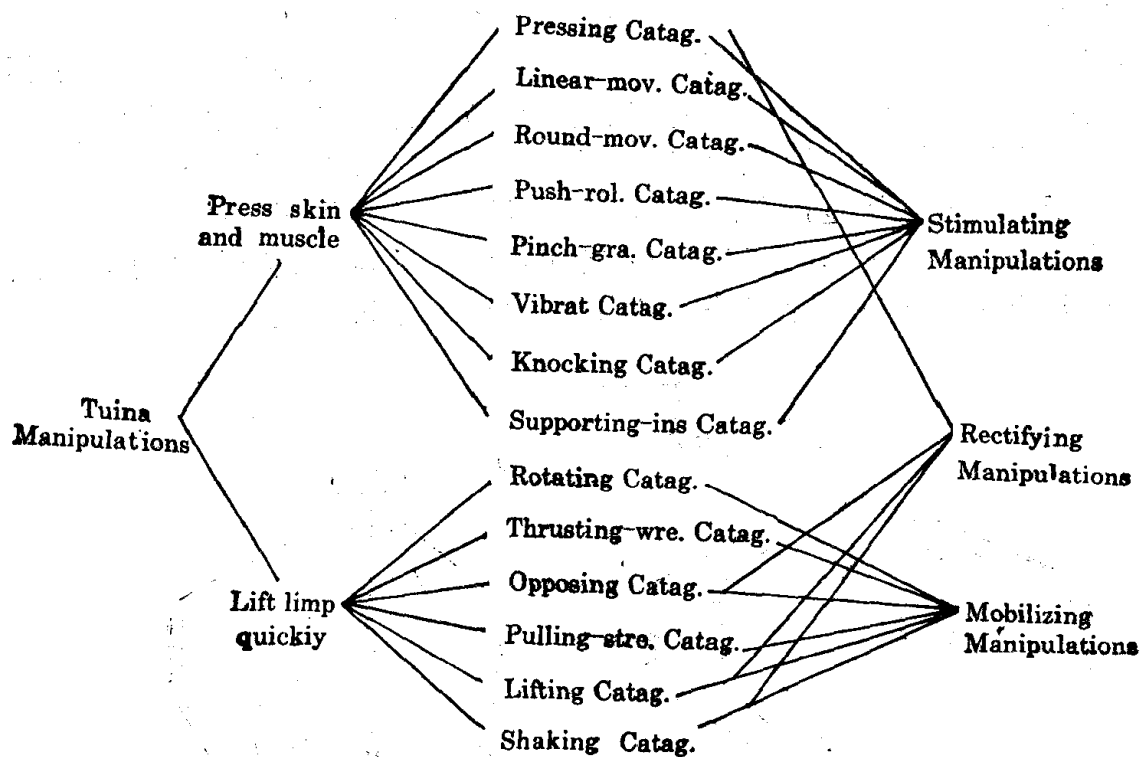 Pressing Catag.
Linear-mov. Catag.
Round-mov. Catag.
Push-rol. Catag.
Press skin
and muscle
Stimulating
Manipulations
Pinch-gra. Catag.
Vibrat Catag.
Knocking Catag.
Supporting-ins Catag.
Tuina
Manipulations
Rectifying
Manipulations
Rotating Catag.
Thrusting-wre. Catag.
Opposing Catag.
Lift limp
quickiy
Mobilizing
Manipulations
Pulling-stre. Catag.
Lifting Catag.
Shaking Catag.